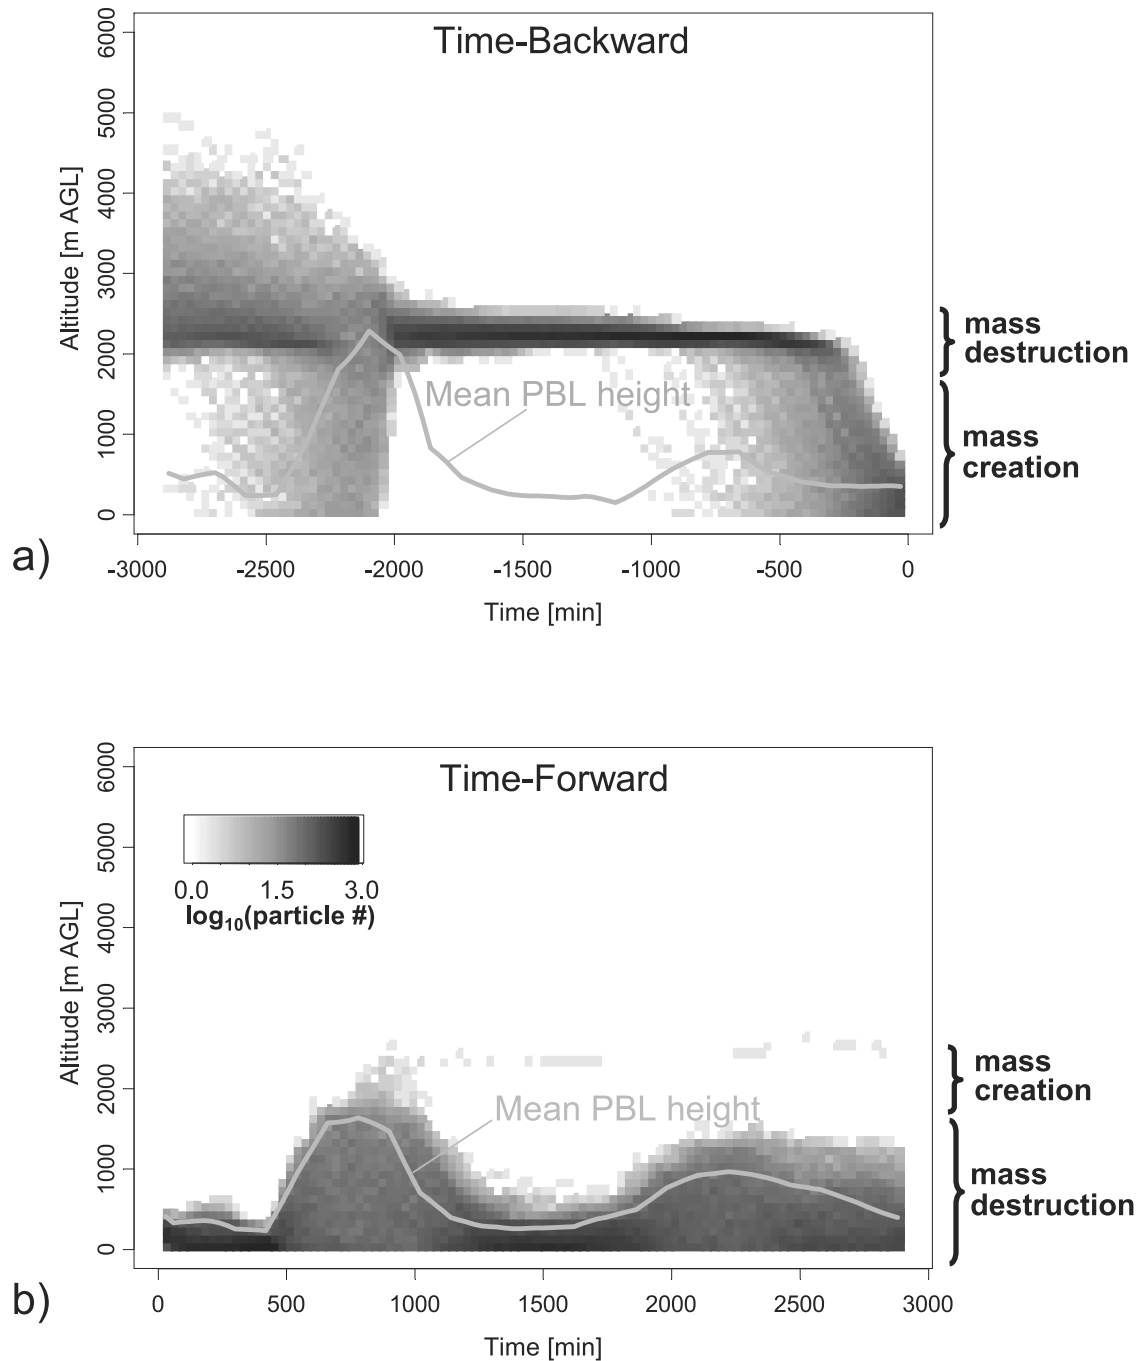 Time-Backward
6000
5000
4000
3000
2000
1000
0
Altitude [m AGL]
Mean PBL height
mass
destruction
mass
creation
a)
-3000 -2500 -2000 -1500 -1000 -500 0
Time [min]
Time-Forward
6000
5000
4000
3000
2000
1000
0
Altitude [m AGL]
0.0 1.5 3.0
log10(particle #)
Mean PBL height
mass
creation
mass
destruction
b)
0 500 1000 1500 2000 2500 3000
Time [min]